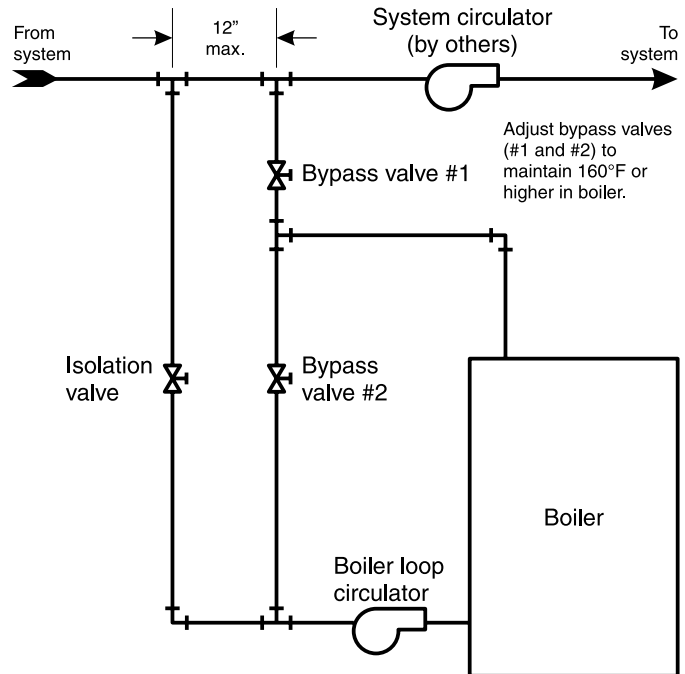 From
system
12”
max.
System circulator
(by others)
To
system
Adjust bypass valves
(#1 and #2) to
maintain 160°F or
higher in boiler.
Bypass valve #1
Isolation
valve
Bypass
valve #2
Boiler
Boiler loop
circulator